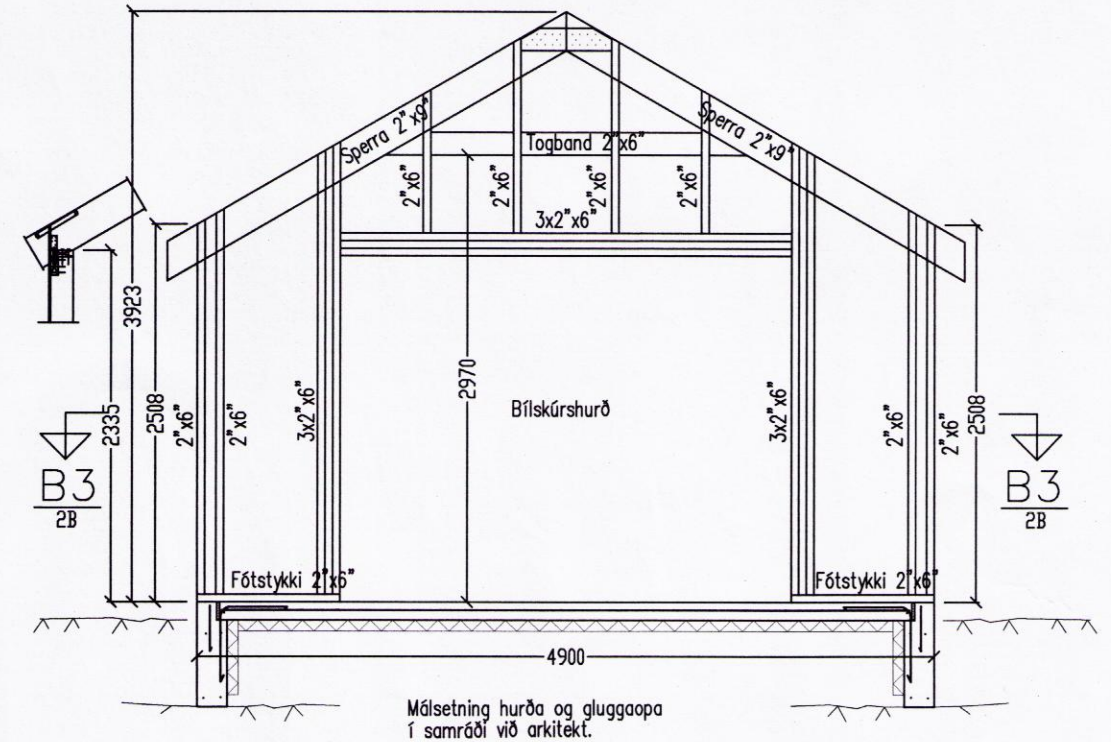 Sperra 2"x9"
Sperra 2"x9"
Togband 2"x6"
2"x6"
2"x6"
2"x6"
2"x6"
3x2"x6"
3923
2335
2508
2"x6"
2"x6"
3x2"x6"
2970
Bílskúrshurð
3x2"x6"
2"x6"
2"x6"
2508
B3
2B
B3
2B
Fótstykki 2"x6"
Fótstykki 2"x6"
4900
Málsetning hurða og gluggaopa
í samráði við arkitekt.